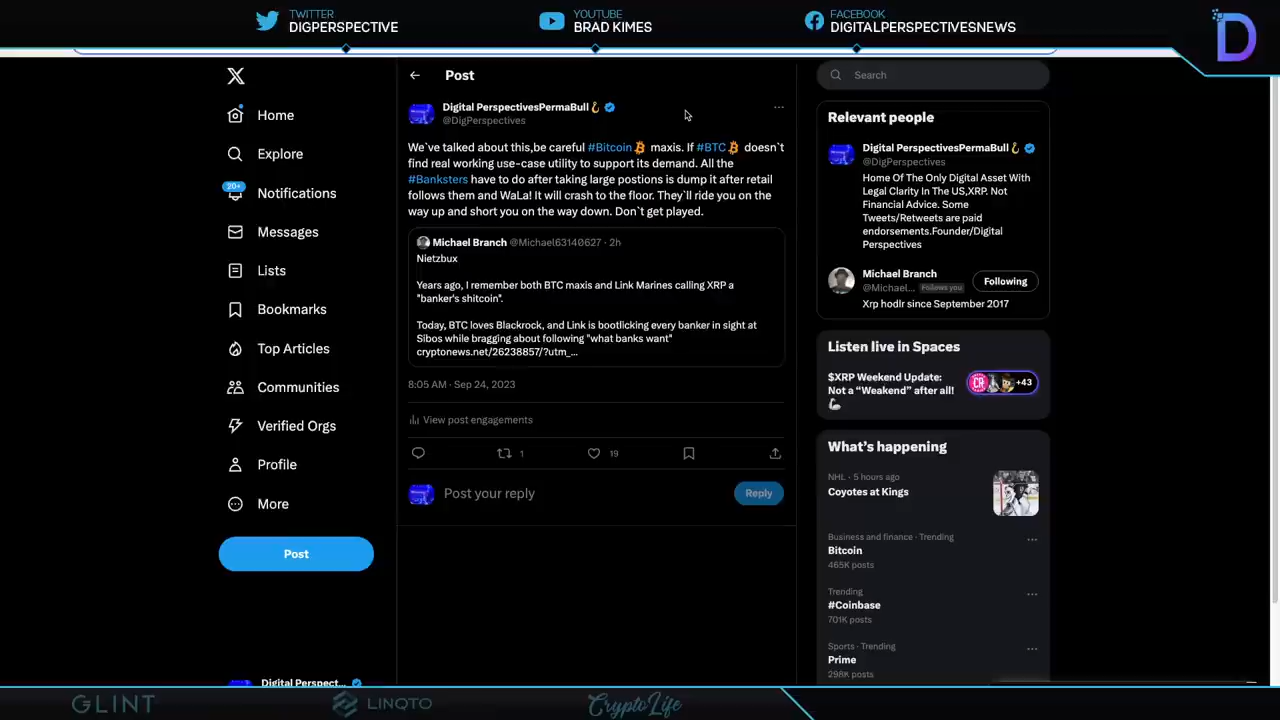 TWITTER
DIGPERSPECTIVE
YOUTUBE
BRAD KIMES
FACEBOOK
DIGITALPERSPECTIVESNEWS
Home
Explore
20+
Notifications
Messages
Lists
Bookmarks
Top Articles
Communities
Verified Orgs
Profile
More
Post
Digital Perspect...
Post
Digital PerspectivesPermaBull
@DigPerspectives
We`ve talked about this,be careful #Bitcoin maxis. If #BTC doesn`t
find real working use-case utility to support its demand. All the
#Banksters have to do after taking large postions is dump it after retail
follows them and WaLa! It will crash to the floor. They`ll ride you on the
way up and short you on the way down. Don`t get played.
Michael Branch @Michael63140627 · 2h
Nietzbux
Years ago, I remember both BTC maxis and Link Marines calling XRP a
"banker's shitcoin".
Today, BTC loves Blackrock, and Link is bootlicking every banker in sight at
Sibos while bragging about following "what banks want"
cryptonews.net/26238857/?utm_...
8:05 AM · Sep 24, 2023
View post engagements
1
19
Post your reply
Reply
Search
Relevant people
Digital PerspectivesPermaBull
@DigPerspectives
Home Of The Only Digital Asset With
Legal Clarity In The US,XRP. Not
Financial Advice. Some
Tweets/Retweets are paid
endorsements.Founder/Digital
Perspectives
Michael Branch
@Michael... Follows you
Following
Xrp hodlr since September 2017
Listen live in Spaces
$XRP Weekend Update:
Not a “Weekend” after all!
+43
What's happening
NHL · 5 hours ago
Coyotes at Kings
Business and finance · Trending
Bitcoin
465K posts
Trending
#Coinbase
701K posts
Sports · Trending
Prime
298K posts
GLINT
LINQTO
CryptoLife